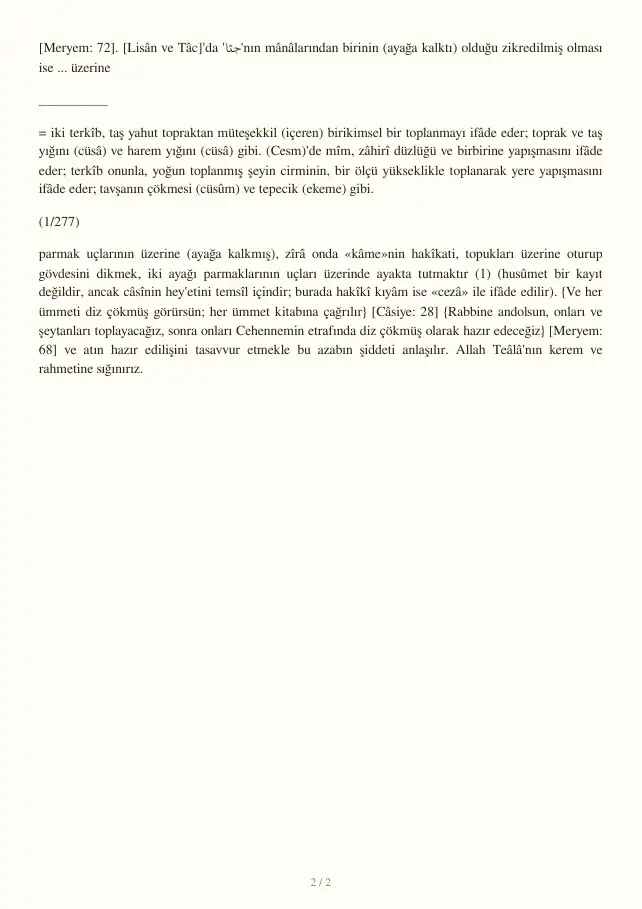 [Meryem: 72]. [Lisân ve Tâc]'da 'جثا'nın mânâlarından birinin (ayağa kalktı) olduğu zikredilmiş olması
ise ... üzerine
__________
= iki terkîb, taş yahut topraktan müteşekkil (içeren) birikimsel bir toplanmayı ifâde eder; toprak ve taş
yığını (cüsâ) ve harem yığını (cüsâ) gibi. (Cesm)'de mîm, zâhirî düzlüğü ve birbirine yapışmasını ifâde
eder; terkîb onunla, yoğun toplanmış şeyin cirminin, bir ölçü yükseklikle toplanarak yere yapışmasını
ifâde eder; tavşanın çökmesi (cüsûm) ve tepecik (ekeme) gibi.
(1/277)
parmak uçlarının üzerine (ayağa kalkmış), zîrâ onda «kâme»nin hakîkati, topukları üzerine oturup
gövdesini dikmek, iki ayağı parmaklarının uçları üzerinde ayakta tutmaktır (1) (husûmet bir kayıt
değildir, ancak câsînin hey'etini temsîl içindir; burada hakîkî kıyâm ise «cezâ» ile ifâde edilir). {Ve her
ümmeti diz çökmüş görürsün; her ümmet kitabına çağrılır} [Câsiye: 28] {Rabbine andolsun, onları ve
şeytanları toplayacağız, sonra onları Cehennemin etrafında diz çökmüş olarak hazır edeceğiz} [Meryem:
68] ve atın hazır edilişini tasavvur etmekle bu azabın şiddeti anlaşılır. Allah Teâlâ'nın kerem ve
rahmetine sığınırız.
2 / 2